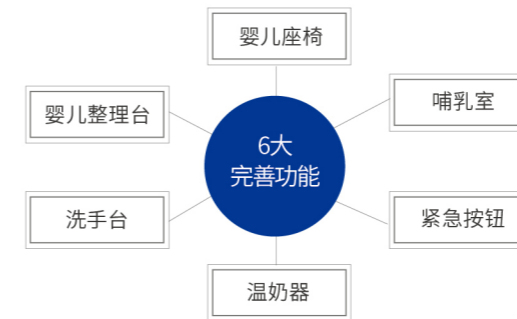 婴儿座椅
婴儿整理台
哺乳室
6大
完善功能
洗手台
紧急按钮
温奶器